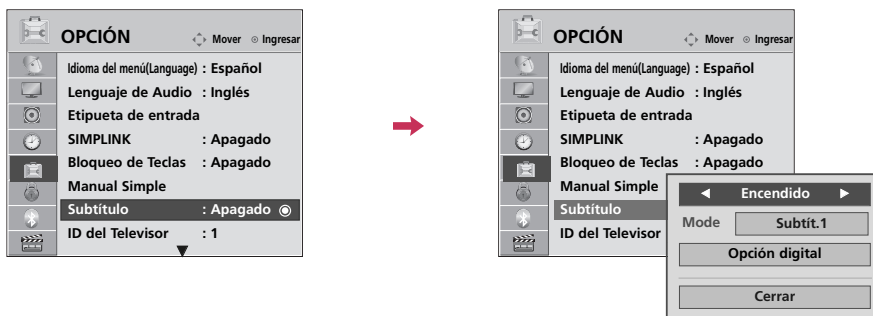 OPCIÓN Mover Ingresar
Idioma del menú(Language) : Español
Lenguaje de Audio : Inglés
Etipueta de entrada
SIMPLINK : Apagado
Bloqueo de Teclas : Apagado
Manual Simple
Subtítulo : Apagado
ID del Televisor : 1
OPCIÓN Mover Ingresar
Idioma del menú(Language) : Español
Lenguaje de Audio : Inglés
Etipueta de entrada
SIMPLINK : Apagado
Bloqueo de Teclas : Apagado
Manual Simple
Subtítulo
ID del Televisor
Encendido
Mode Subtít.1
Opción digital
Cerrar